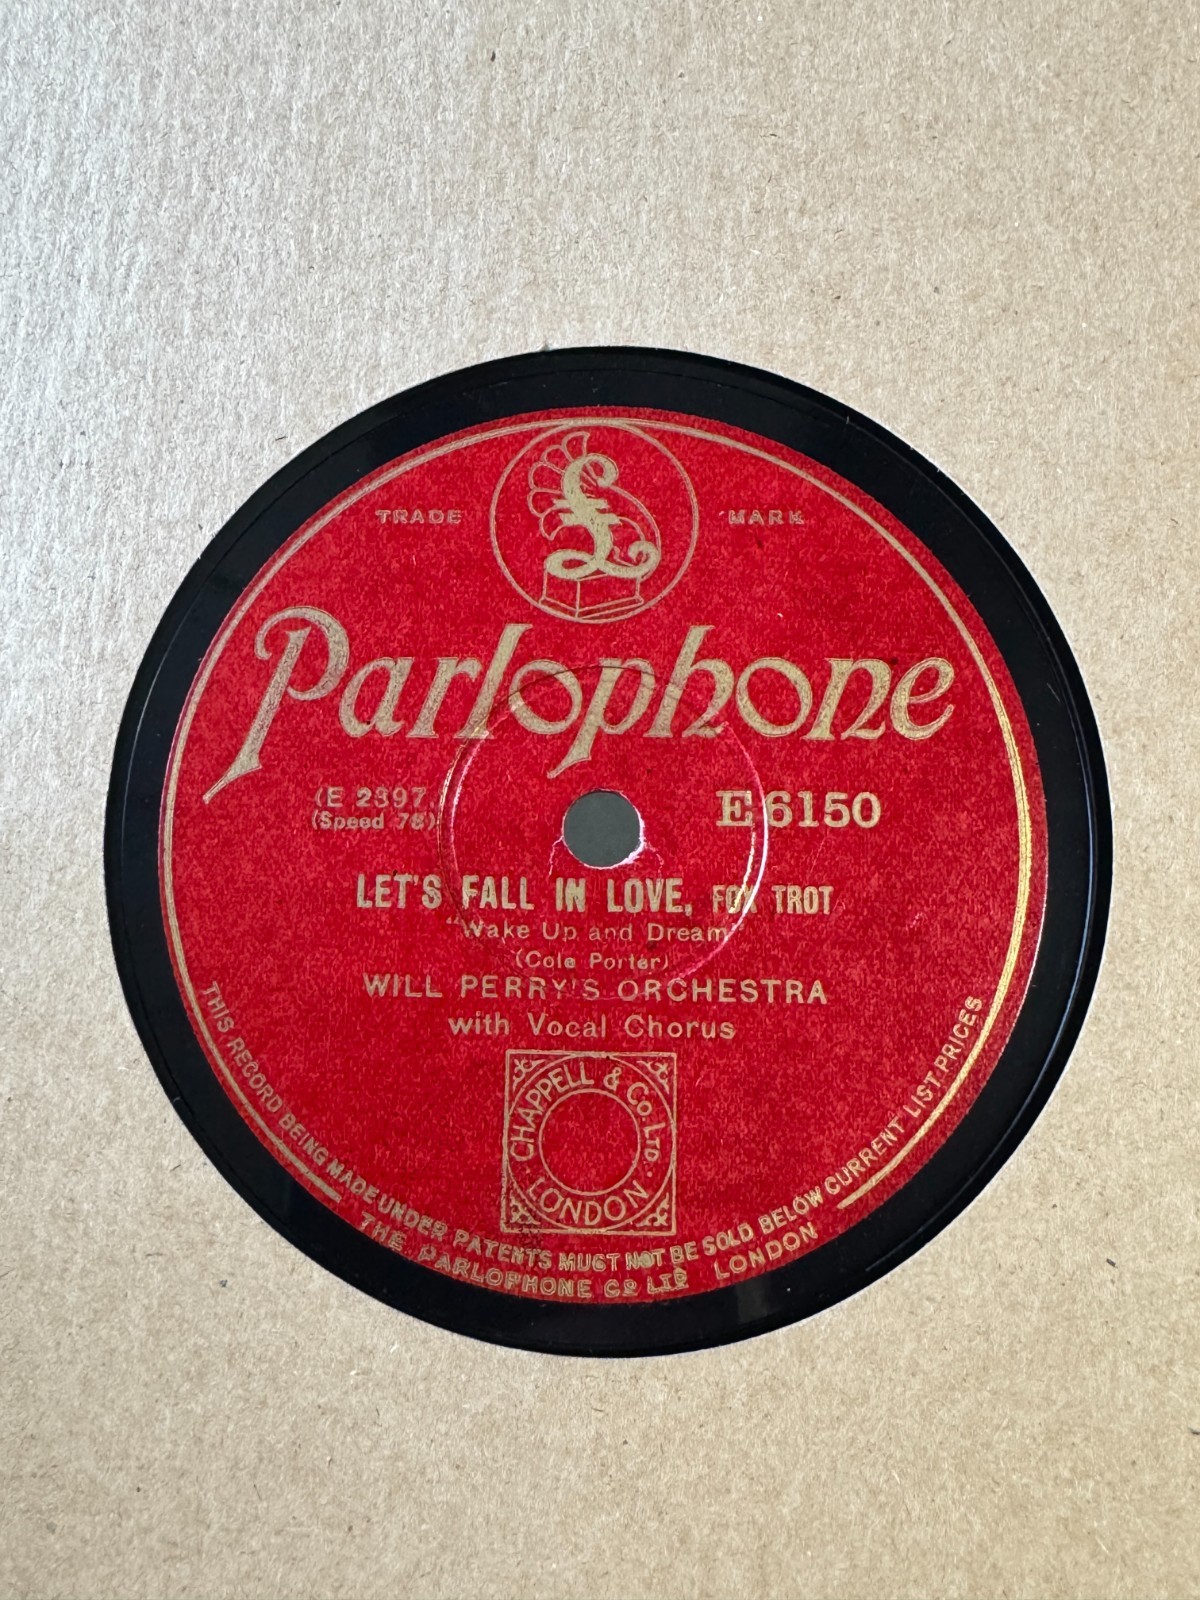 TRADE MARK
£
Parlophone
(E 2397.
(Speed 78)
E 6150
LET'S FALL IN LOVE, FOX TROT
"Wake Up and Dream"
(Cole Porter)
WILL PERRY'S ORCHESTRA
with Vocal Chorus
CHAPPELL & Co. LTD.
LONDON
THIS RECORD BEING MADE UNDER PATENTS MUST NOT BE SOLD BELOW CURRENT LIST PRICES
THE PARLOPHONE Co LTD LONDON